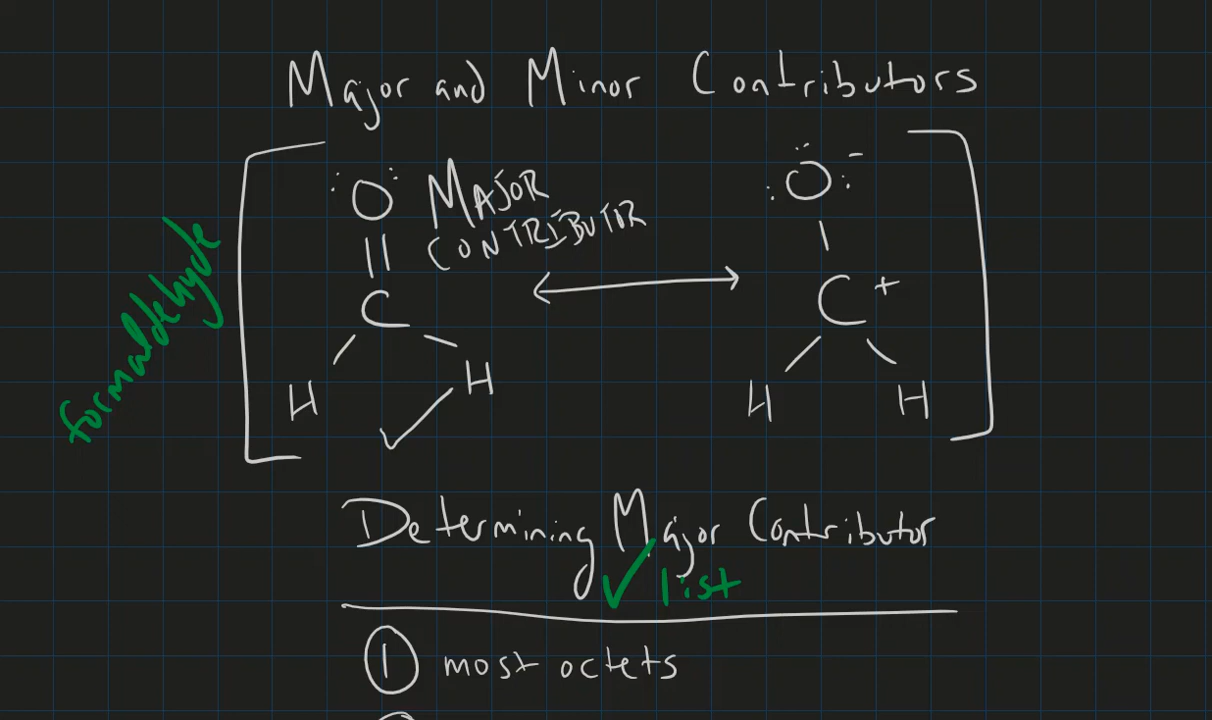 Major and Minor Contributors
:O: MAJOR CONTRIBUTOR
:Ö: −
||
|
C
C +
H H
H H
formaldehyde
Determining Major Contributor
✓ list
① most octets